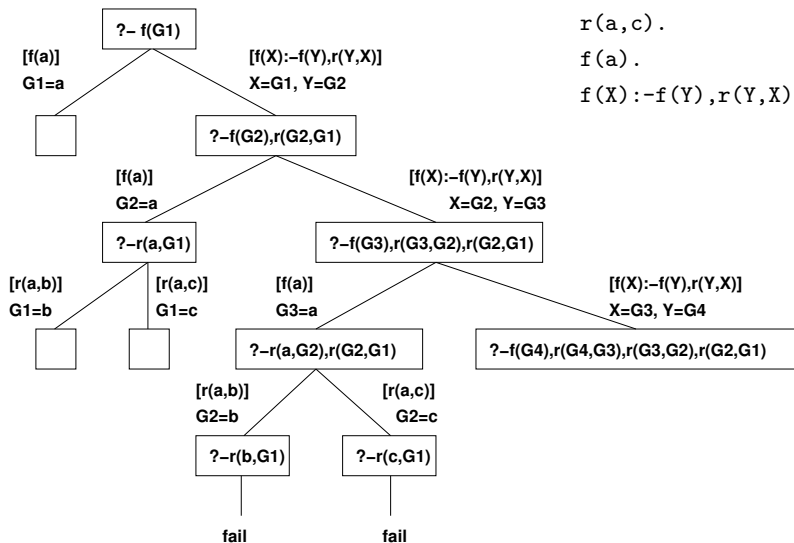 ?– f(G1)
r(a,c).
f(a).
f(X):-f(Y),r(Y,X)
[f(a)]
G1=a
[f(X):–f(Y),r(Y,X)]
X=G1, Y=G2
?–f(G2),r(G2,G1)
[f(a)]
G2=a
[f(X):–f(Y),r(Y,X)]
X=G2, Y=G3
?–r(a,G1)
?–f(G3),r(G3,G2),r(G2,G1)
[r(a,b)]
G1=b
[r(a,c)]
G1=c
[f(a)]
G3=a
[f(X):–f(Y),r(Y,X)]
X=G3, Y=G4
?–r(a,G2),r(G2,G1)
?–f(G4),r(G4,G3),r(G3,G2),r(G2,G1)
[r(a,b)]
G2=b
[r(a,c)]
G2=c
?–r(b,G1)
?–r(c,G1)
fail
fail